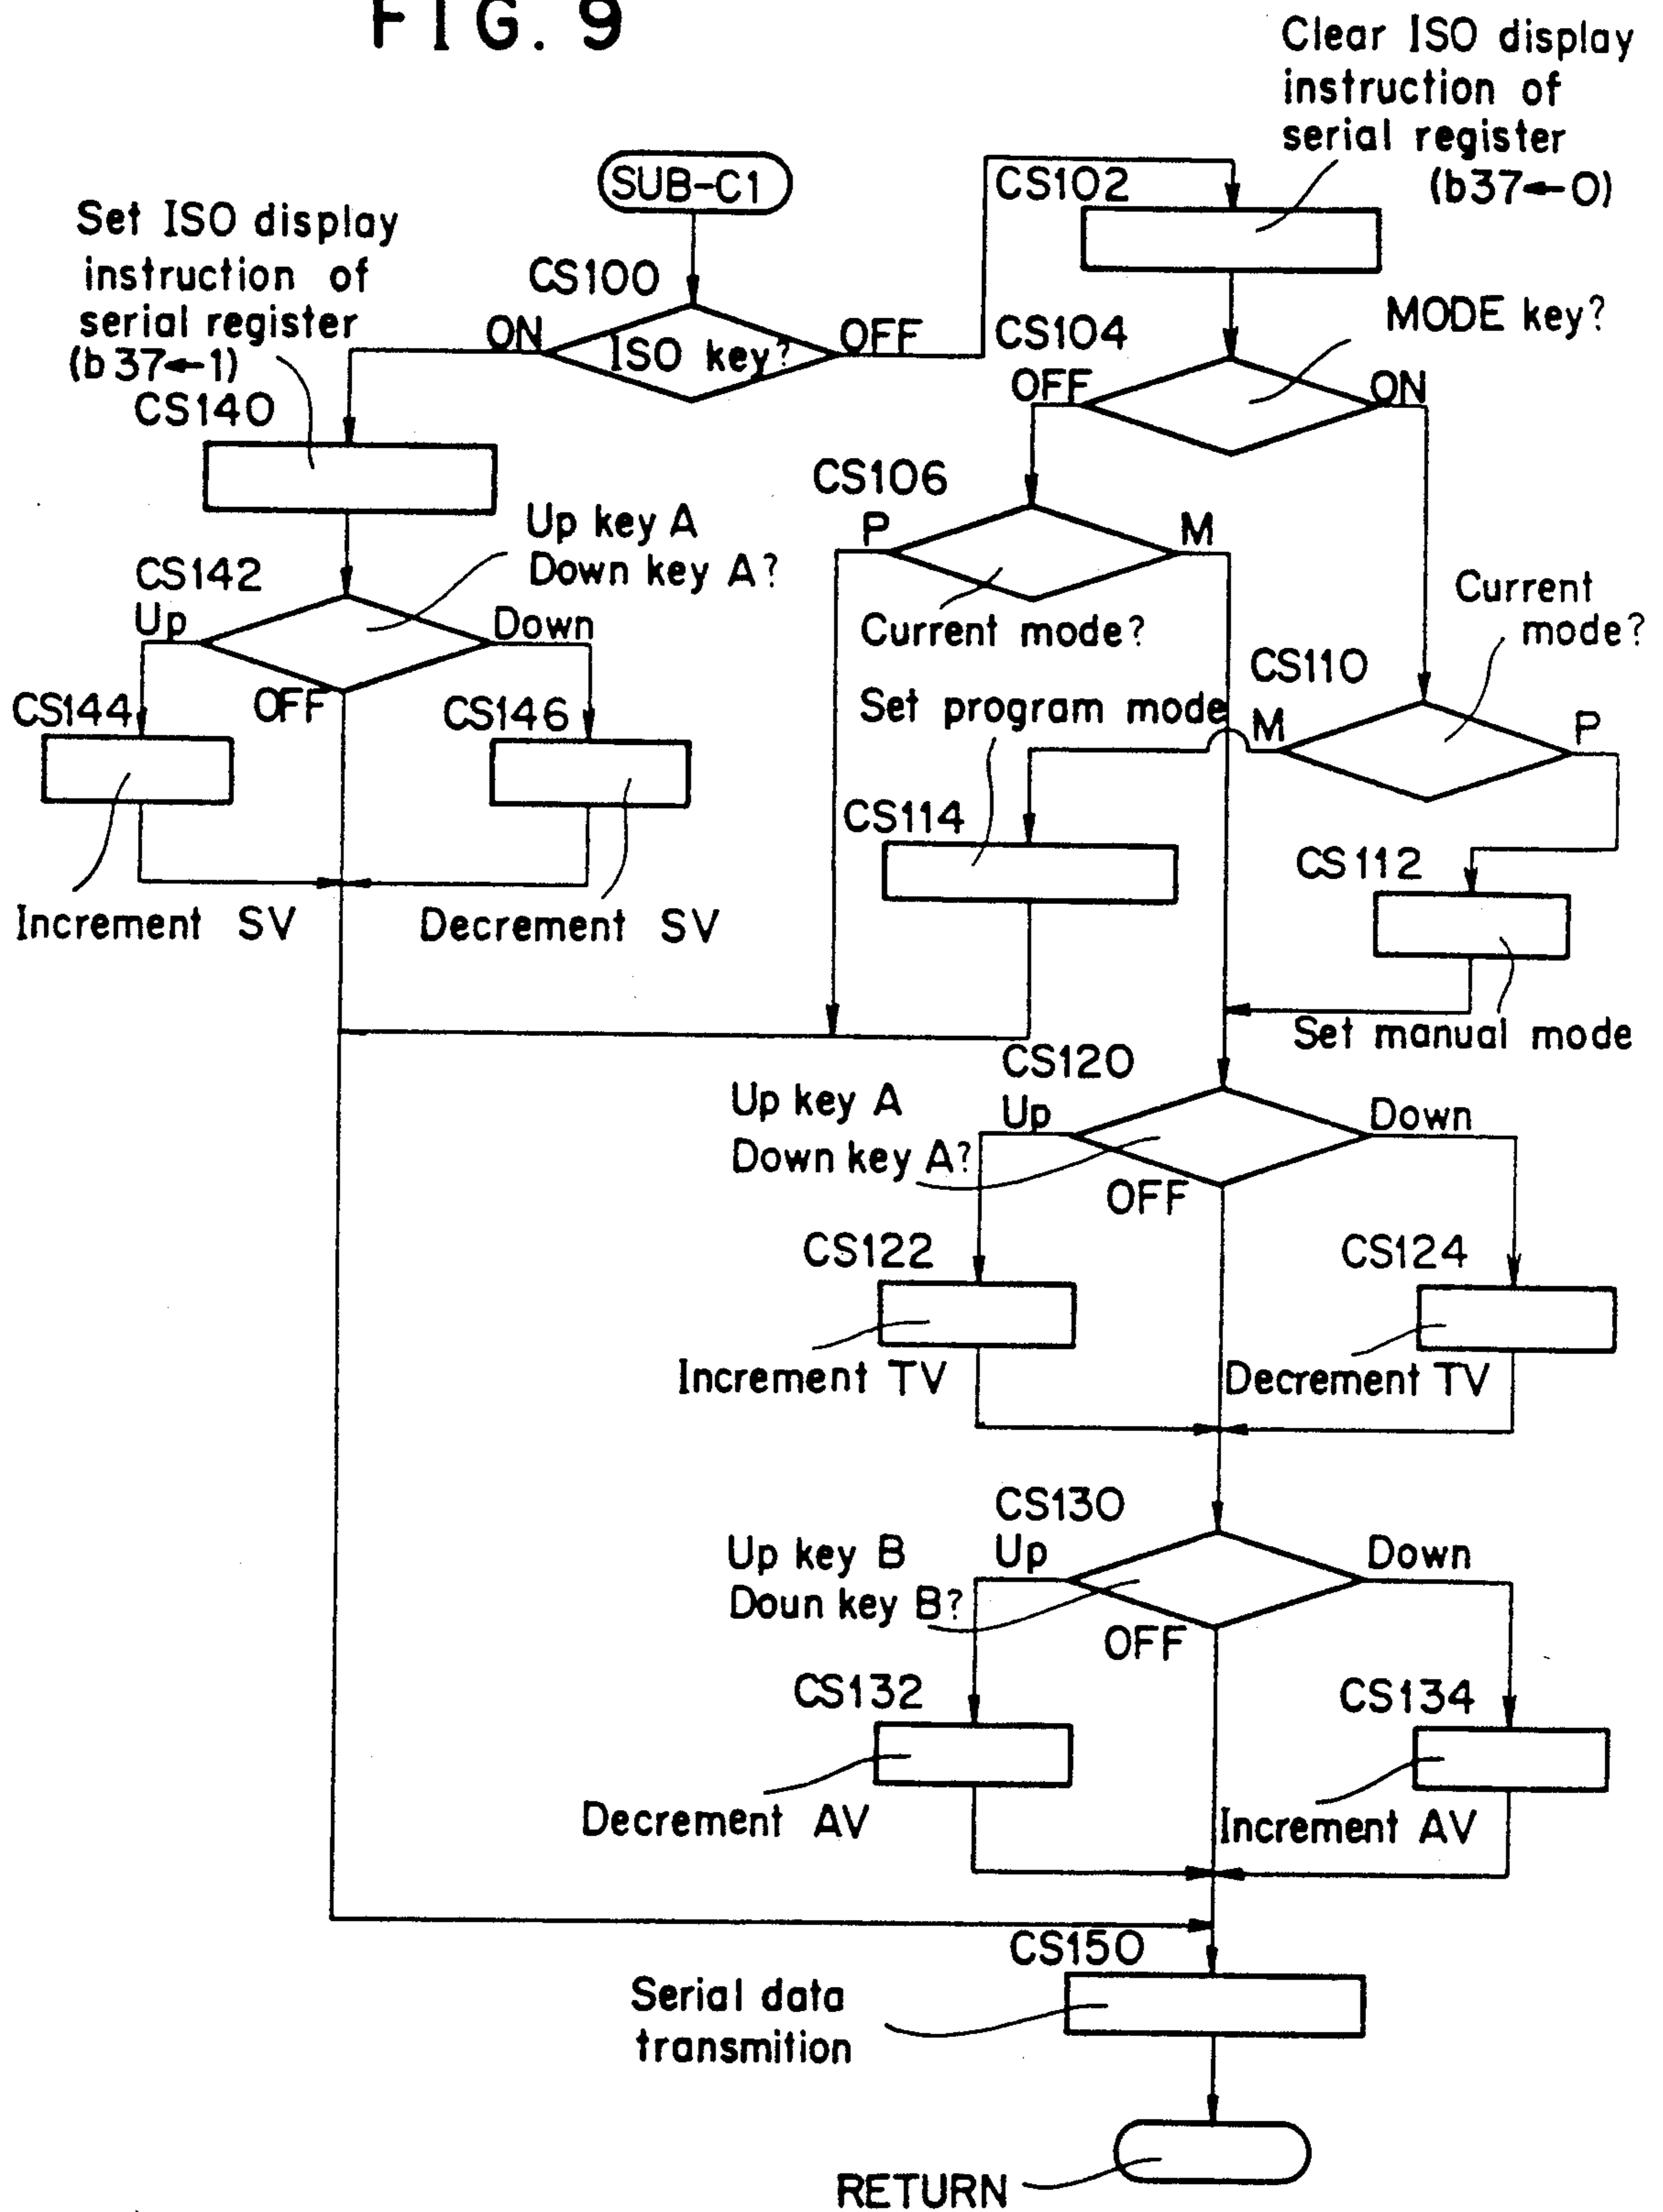 FIG. 9
Clear ISO display
instruction of
serial register
(b37←0)
SUB-C1
CS102
Set ISO display
instruction of
serial register
(b37←1)
CS100
ON
ISO key?
OFF
CS104
MODE key?
OFF
ON
CS140
CS106
P
M
Current mode?
Up key A
Down key A?
CS142
Up
Down
OFF
Current
mode?
CS110
M
P
Set program mode
CS144
CS146
CS114
CS112
Increment SV
Decrement SV
Set manual mode
CS120
Up key A
Down key A?
Up
Down
OFF
CS122
CS124
Increment TV
Decrement TV
CS130
Up key B
Doun key B?
Up
Down
OFF
CS132
CS134
Decrement AV
Increment AV
CS150
Serial data
transmition
RETURN